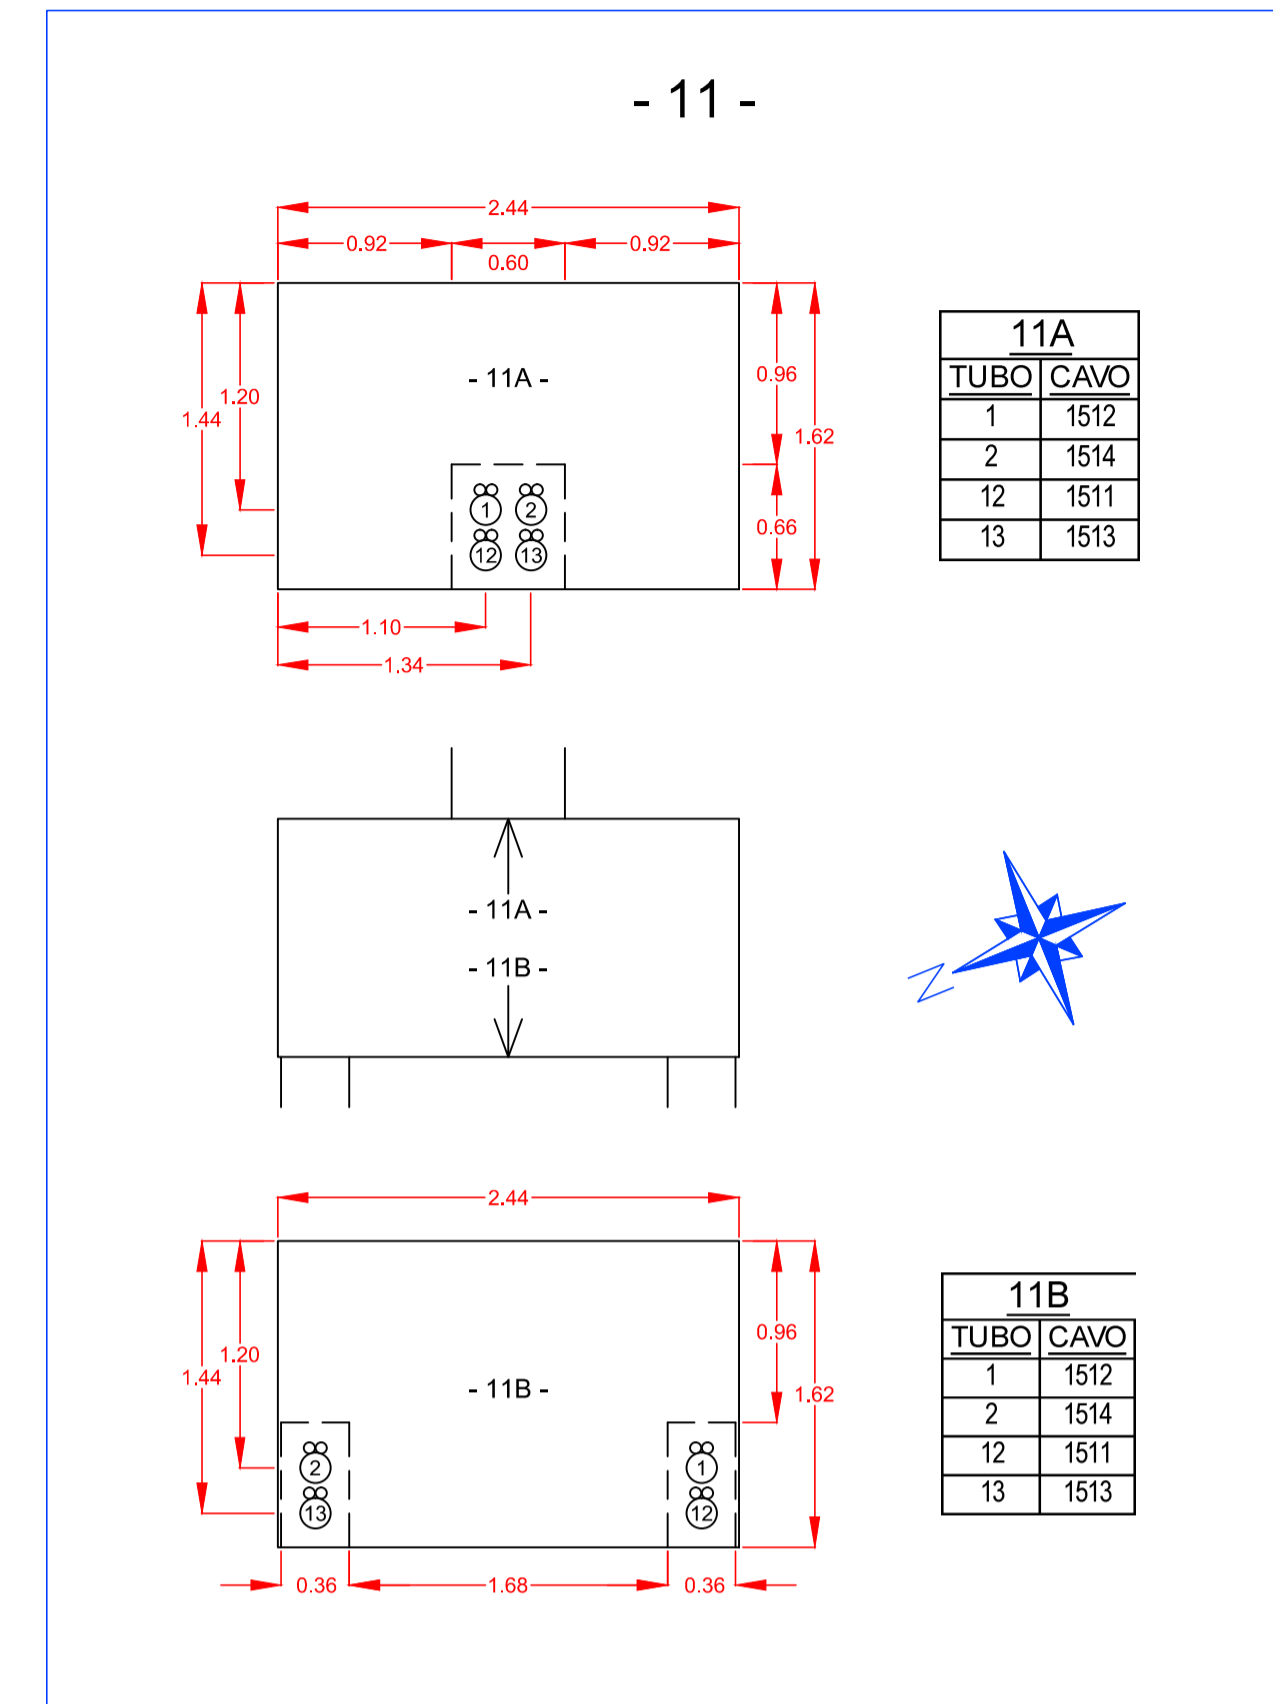 - 11 -
2.44
0.92 0.60 0.92
1.44 1.20 - 11A - 0.96 1.62
0.66
1 2
12 13
1.10
1.34
11A
TUBO CAVO
1 1512
2 1514
12 1511
13 1513
- 11A -
- 11B -
N
2.44
1.44 1.20 - 11B - 0.96 1.62
2 1
13 12
0.36 1.68 0.36
11B
TUBO CAVO
1 1512
2 1514
12 1511
13 1513